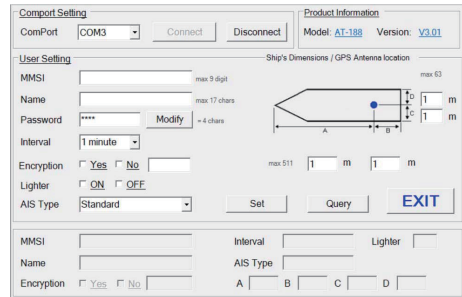 Comport Setting
Product Information
ComPort COM3 Connect Disconnect
Model: AT-188 Version: V3.01
User Setting
Ship's Dimensions / GPS Antenna location
MMSI max 9 digit
max 63
Name max 17 chars
D 1 m
Password **** Modify = 4 chars
C 1 m
A B
Interval 1 minute
Encryption Yes No
max 511 1 m 1 m
Lighter ON OFF
AIS Type Standard
Set Query EXIT
MMSI Interval Lighter
Name AIS Type
Encryption Yes No A B C D